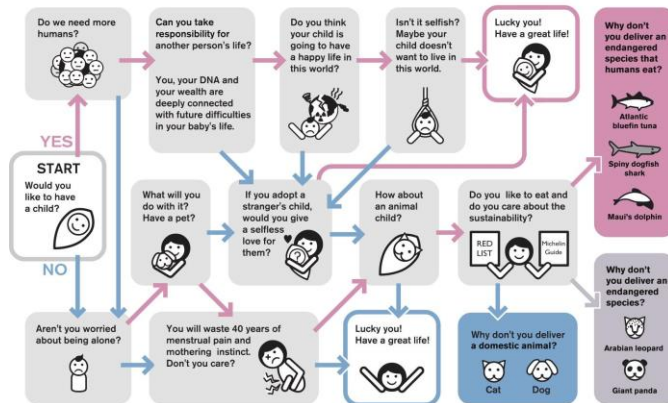 Do we need more
humans?
Can you take
responsibility for
another person's life?
You, your DNA and
your wealth are
deeply connected
with future difficulties
in your baby's life.
Do you think
your child is
going to have
a happy life in
this world?
Isn't it selfish?
Maybe your
child doesn't
want to live in
this world.
Lucky you!
Have a great life!
Why don't
you deliver an
endangered
species that
humans eat?
Atlantic
bluefin tuna
Spiny dogfish
shark
Maui's dolphin
YES
START
Would you
like to have
a child?
NO
What will you
do with it?
Have a pet?
If you adopt a
stranger's child,
would you give
a selfless
love for
them?
?
How about
an animal
child?
Do you like to eat and
do you care about the
sustainability?
RED
LIST
Michelin
Guide
Why don't
you deliver an
endangered
species?
Arabian leopard
Giant panda
Aren't you worried
about being alone?
You will waste 40 years of
menstrual pain and
mothering instinct.
Don't you care?
Lucky you!
Have a great life!
Why don't you deliver
a domestic animal?
Cat
Dog